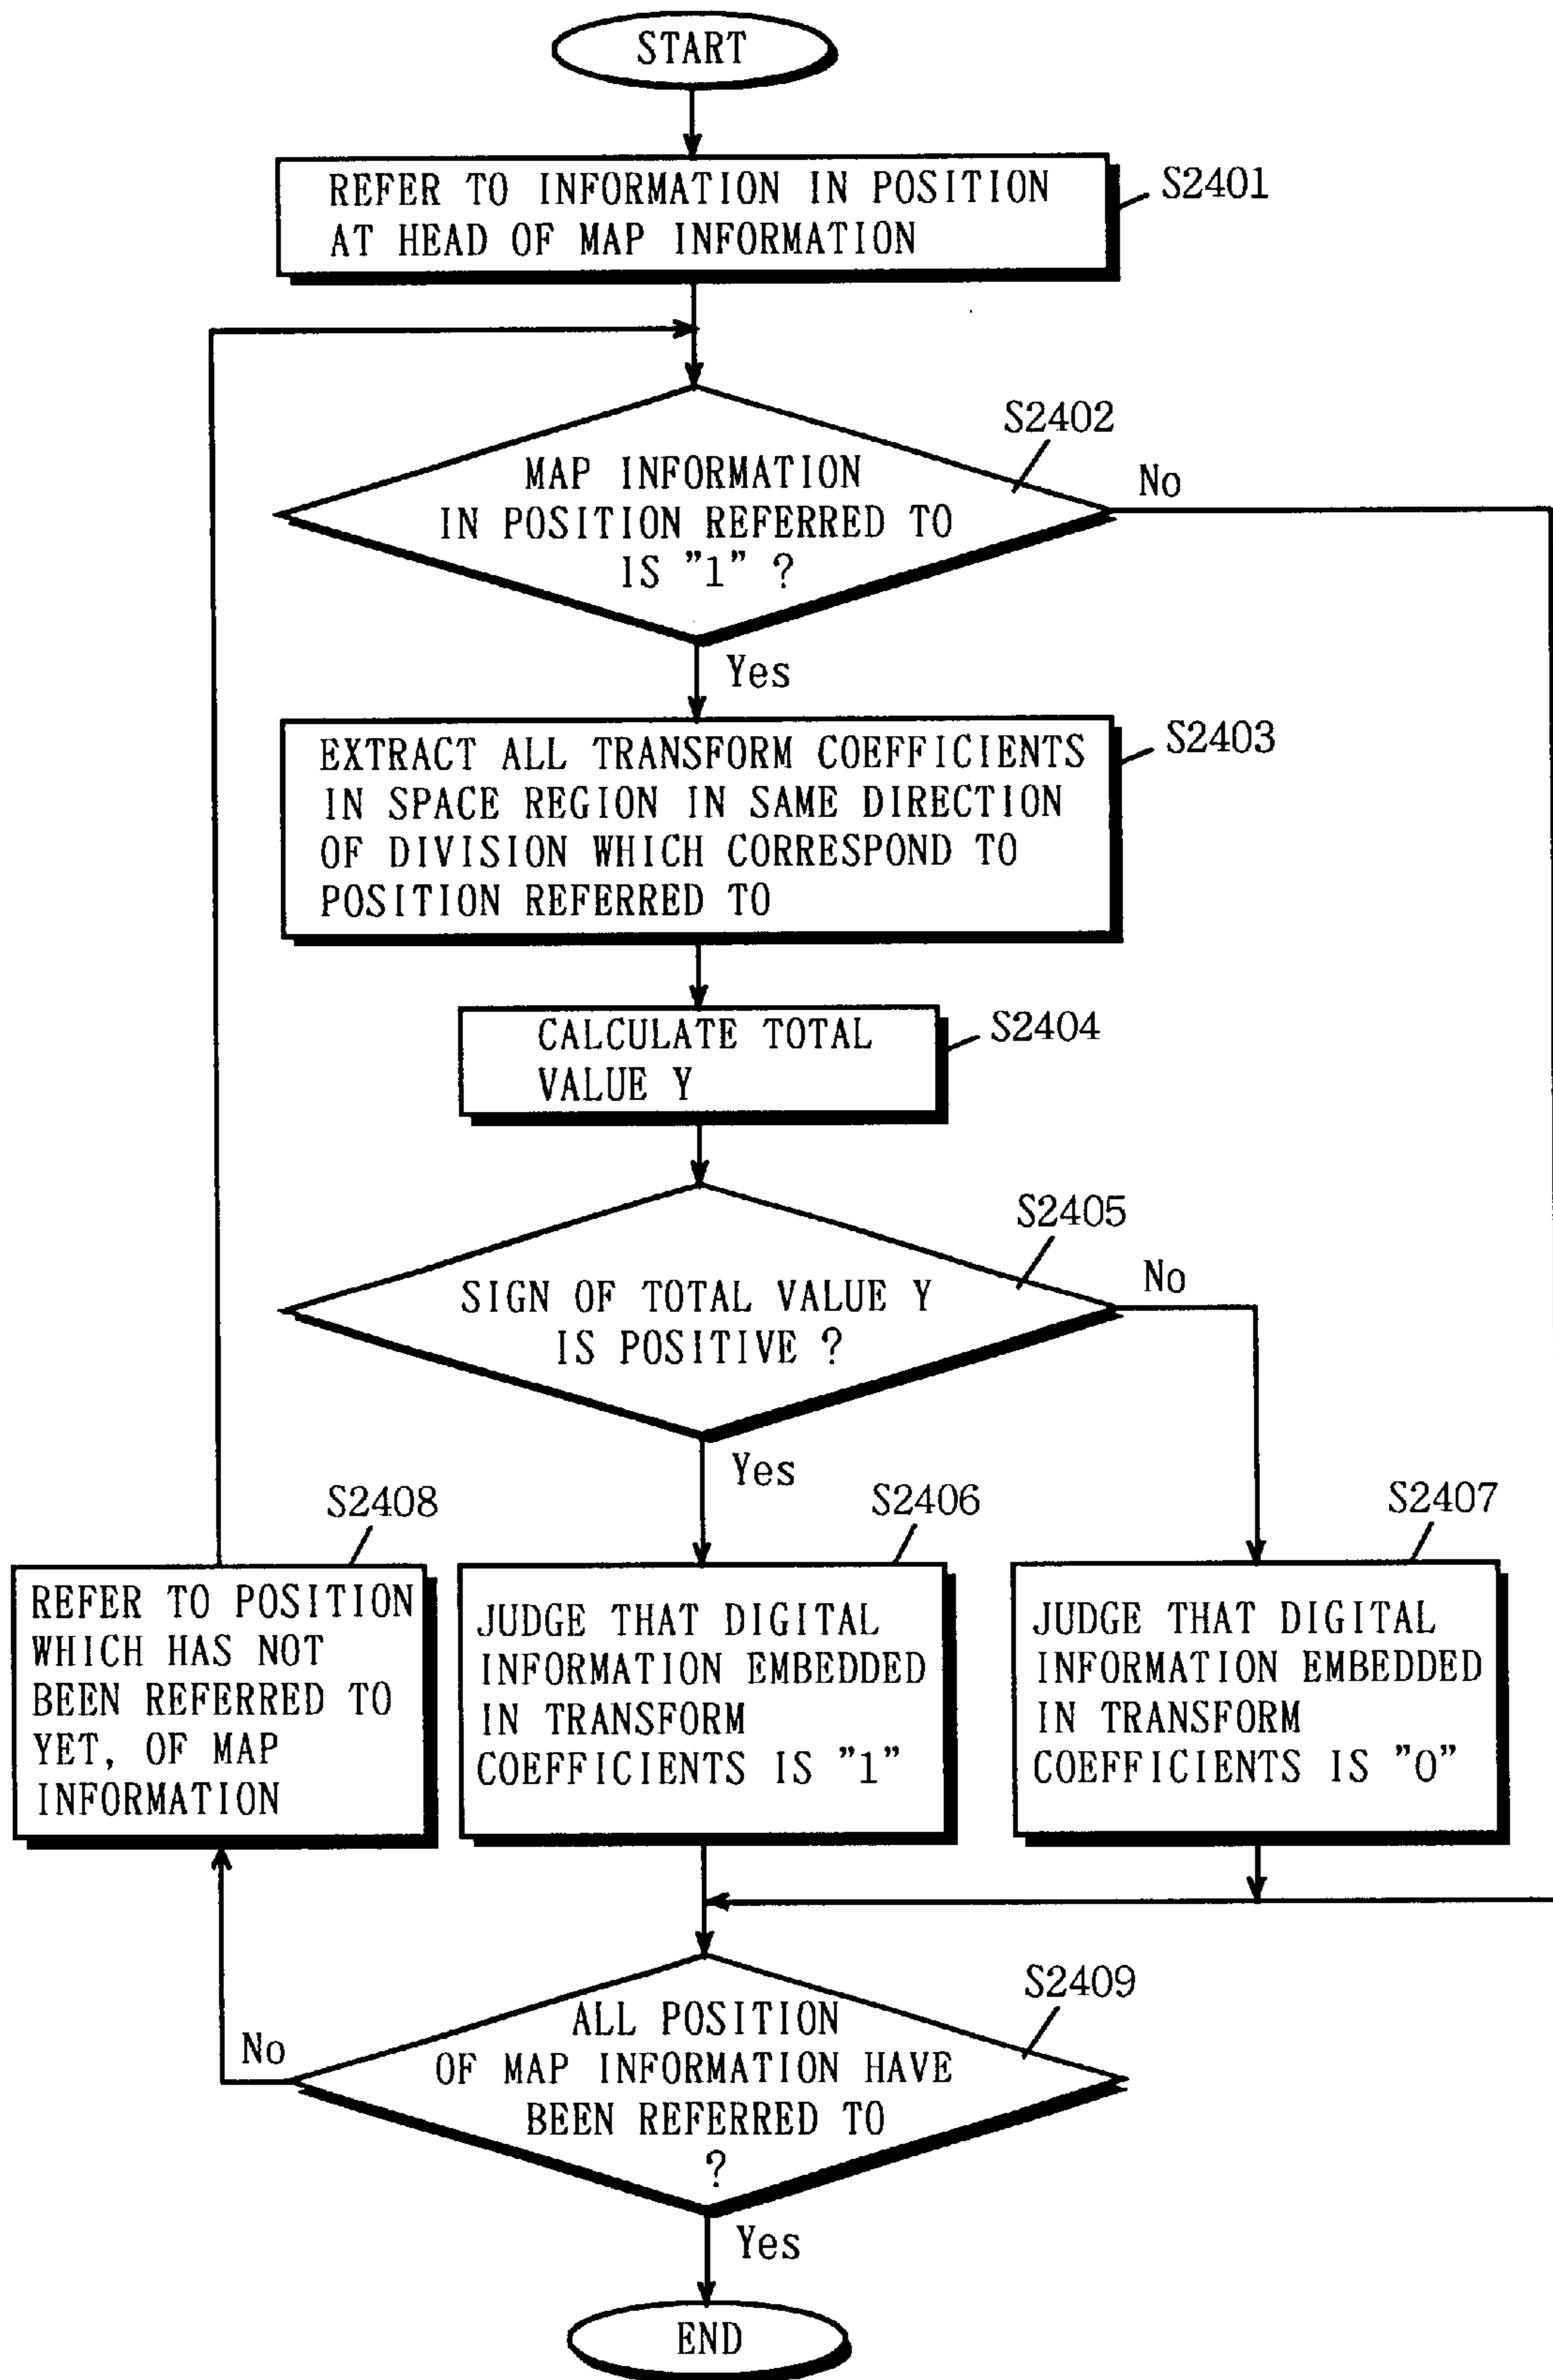 START
REFER TO INFORMATION IN POSITION
AT HEAD OF MAP INFORMATION
S2401
S2402
MAP INFORMATION
IN POSITION REFERRED TO
IS "1" ?
No
Yes
EXTRACT ALL TRANSFORM COEFFICIENTS
IN SPACE REGION IN SAME DIRECTION
OF DIVISION WHICH CORRESPOND TO
POSITION REFERRED TO
S2403
CALCULATE TOTAL
VALUE Y
S2404
S2405
SIGN OF TOTAL VALUE Y
IS POSITIVE ?
No
Yes
S2408
REFER TO POSITION
WHICH HAS NOT
BEEN REFERRED TO
YET, OF MAP
INFORMATION
S2406
JUDGE THAT DIGITAL
INFORMATION EMBEDDED
IN TRANSFORM
COEFFICIENTS IS "1"
S2407
JUDGE THAT DIGITAL
INFORMATION EMBEDDED
IN TRANSFORM
COEFFICIENTS IS "0"
S2409
ALL POSITION
OF MAP INFORMATION HAVE
BEEN REFERRED TO
?
No
Yes
END